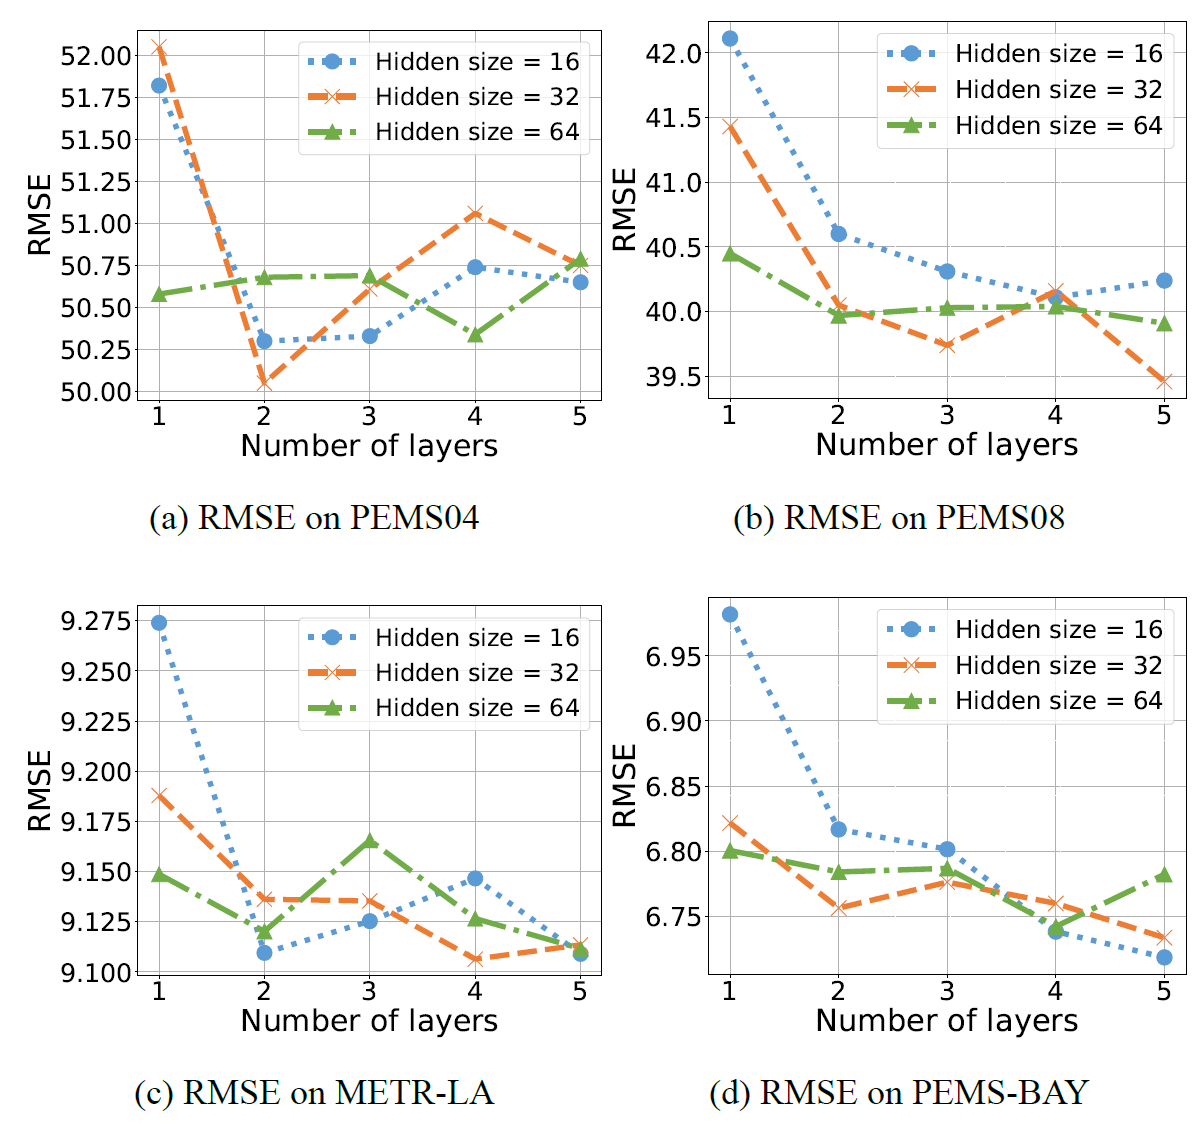 52.00
51.75
51.50
51.25
51.00
50.75
50.50
50.25
50.00
RMSE
Hidden size = 16
Hidden size = 32
Hidden size = 64
1 2 3 4 5
Number of layers
(a) RMSE on PEMS04
42.0
41.5
41.0
40.5
40.0
39.5
RMSE
Hidden size = 16
Hidden size = 32
Hidden size = 64
1 2 3 4 5
Number of layers
(b) RMSE on PEMS08
9.275
9.250
9.225
9.200
9.175
9.150
9.125
9.100
RMSE
Hidden size = 16
Hidden size = 32
Hidden size = 64
1 2 3 4 5
Number of layers
(c) RMSE on METR-LA
6.95
6.90
6.85
6.80
6.75
RMSE
Hidden size = 16
Hidden size = 32
Hidden size = 64
1 2 3 4 5
Number of layers
(d) RMSE on PEMS-BAY